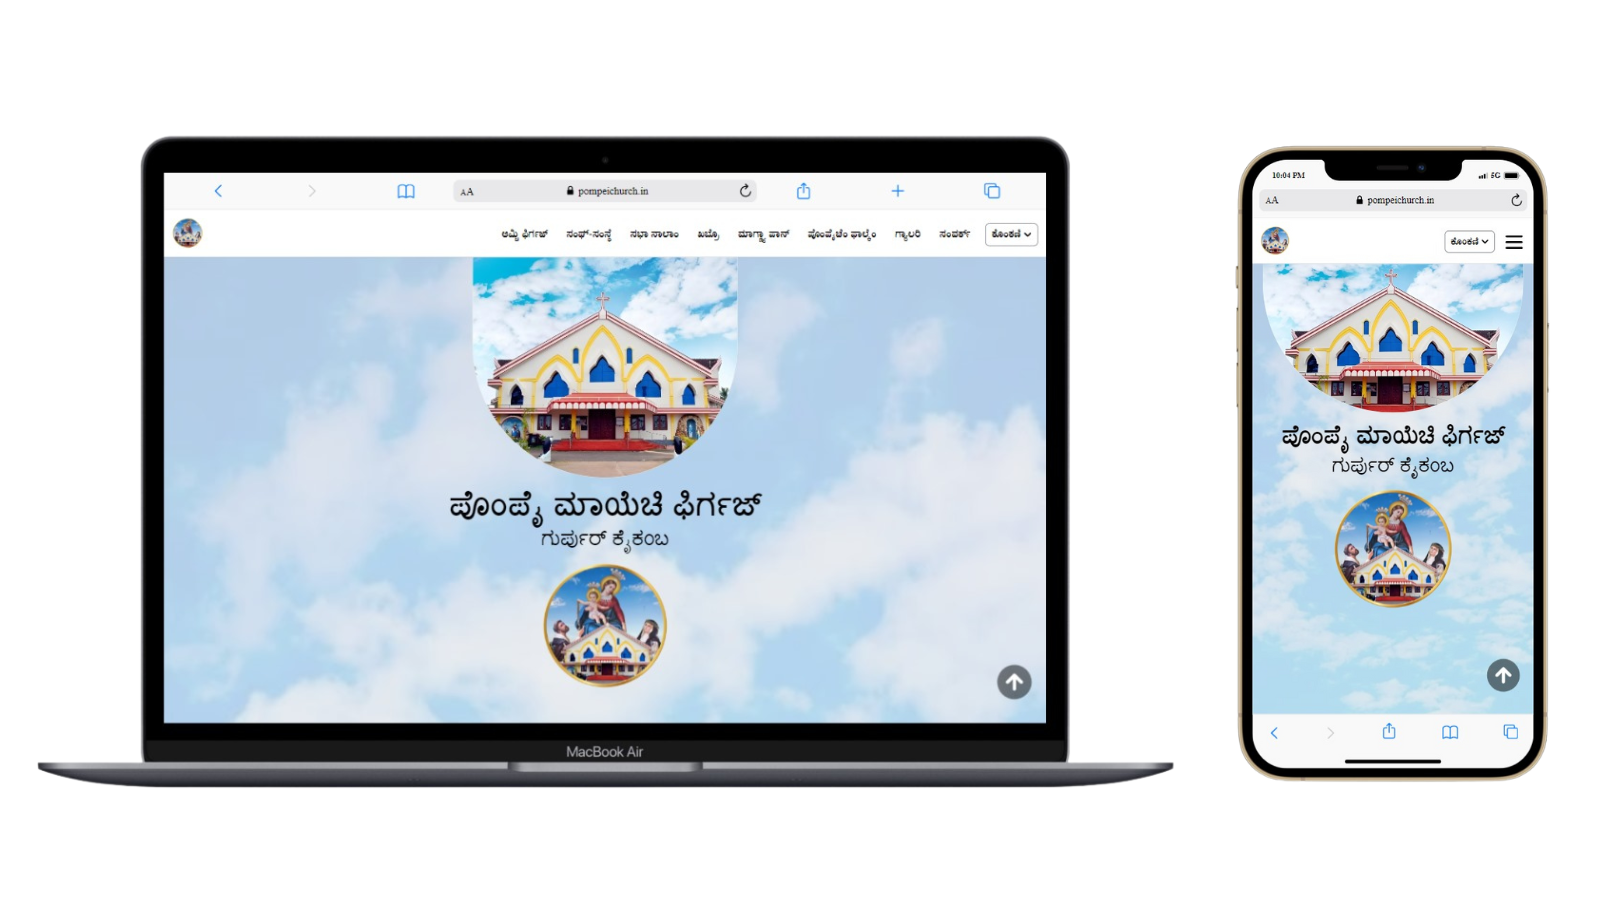 AA pompeichurch.in
ಅಮ್ಚಿ ಫಿರ್ಗಜ್ ಸಂಘ್-ಸಂಸ್ಥೆ ಸಭಾ ಸಾಲಾಂ ಖಬ್ರೊ ಮಾಗ್ಣ್ಯಾ ಪಾನ್ ಪೊಂಪೈಚೆಂ ಫಾಲ್ಕೆಂ ಗ್ಯಾಲರಿ ಸಂಪರ್ಕ್ ಕೊಂಕಣಿ
ಪೊಂಪೈ ಮಾಯೆಚಿ ಫಿರ್ಗಜ್
ಗುರ್ಪುರ್ ಕೈಕಂಬ
MacBook Air
10:04 PM 5G
AA pompeichurch.in
ಕೊಂಕಣಿ
ಪೊಂಪೈ ಮಾಯೆಚಿ ಫಿರ್ಗಜ್
ಗುರ್ಪುರ್ ಕೈಕಂಬ